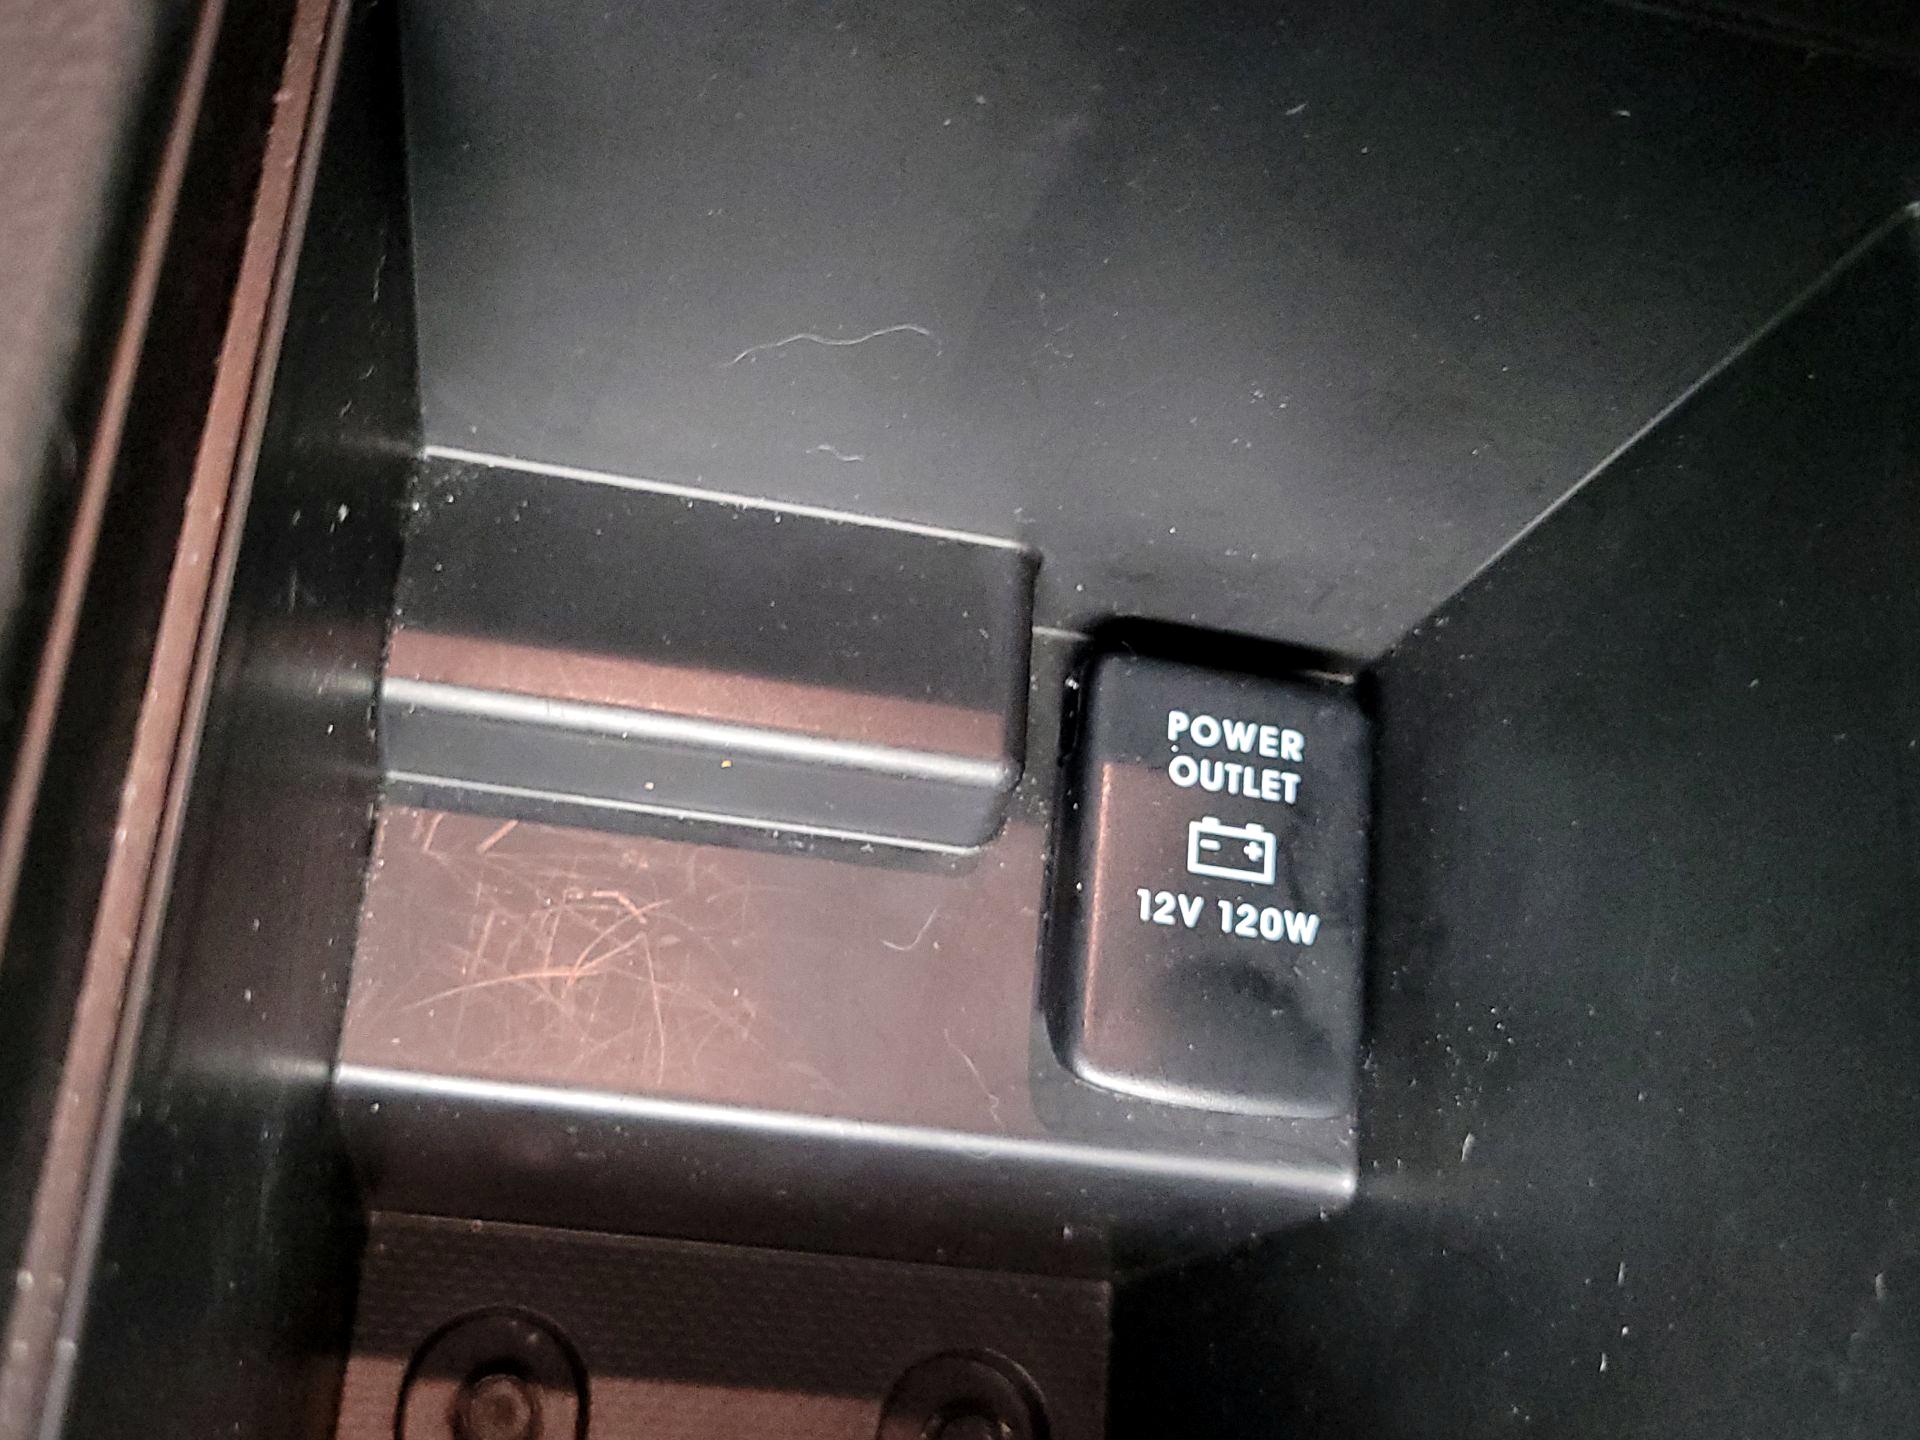 POWER
OUTLET
- +
12V 120W